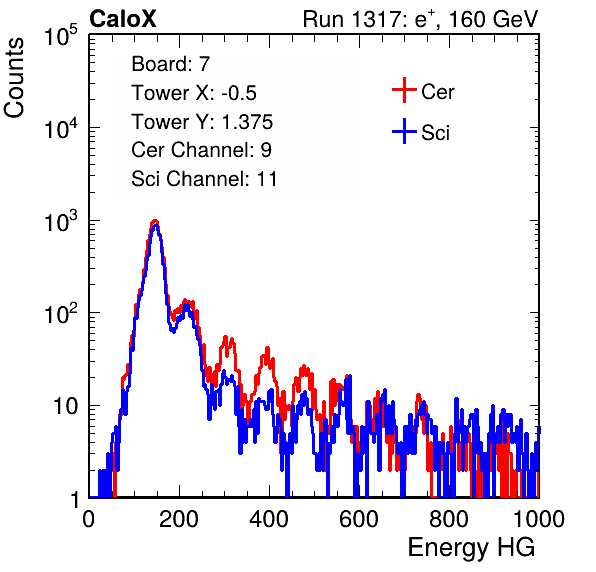 CaloX Run 1317: e⁺, 160 GeV
Counts
Board: 7
Tower X: -0.5
Tower Y: 1.375
Cer Channel: 9
Sci Channel: 11
Cer
Sci
10⁵
10⁴
10³
10²
10
1
0 200 400 600 800 1000
Energy HG